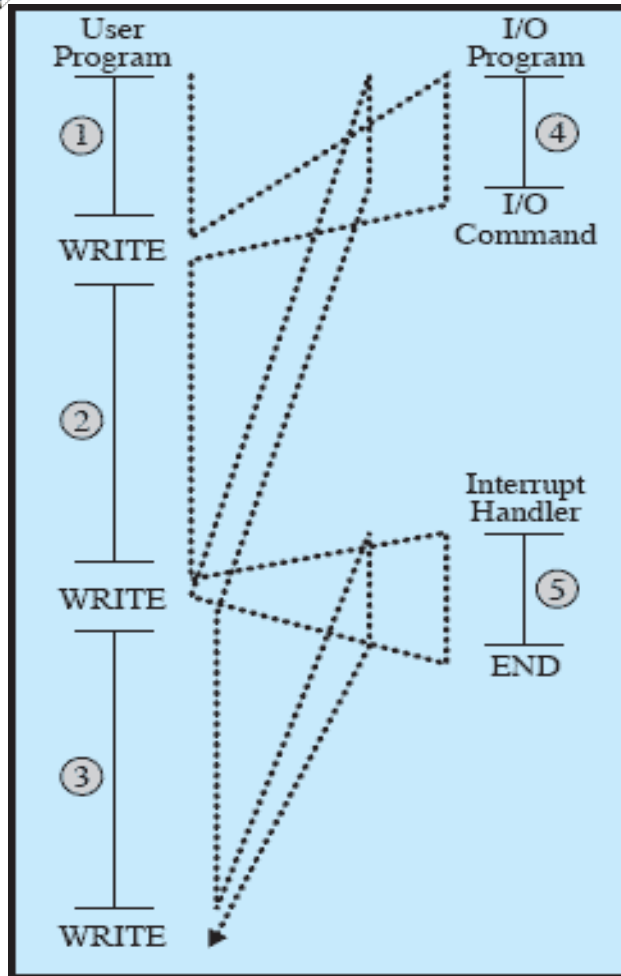 User
Program
I/O
Program
1
4
I/O
Command
WRITE
2
Interrupt
Handler
WRITE
5
END
3
WRITE